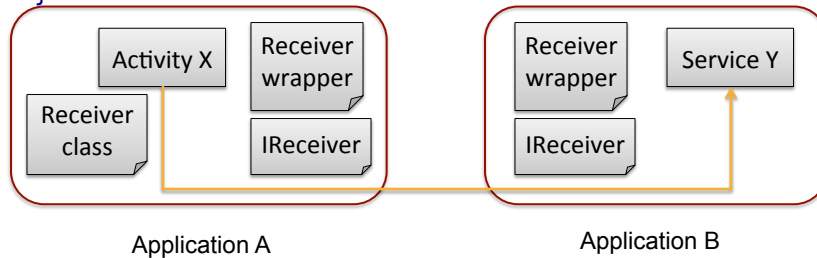 Activity X
Receiver
wrapper
Receiver
class
IReceiver
Receiver
wrapper
Service Y
IReceiver
Application A
Application B